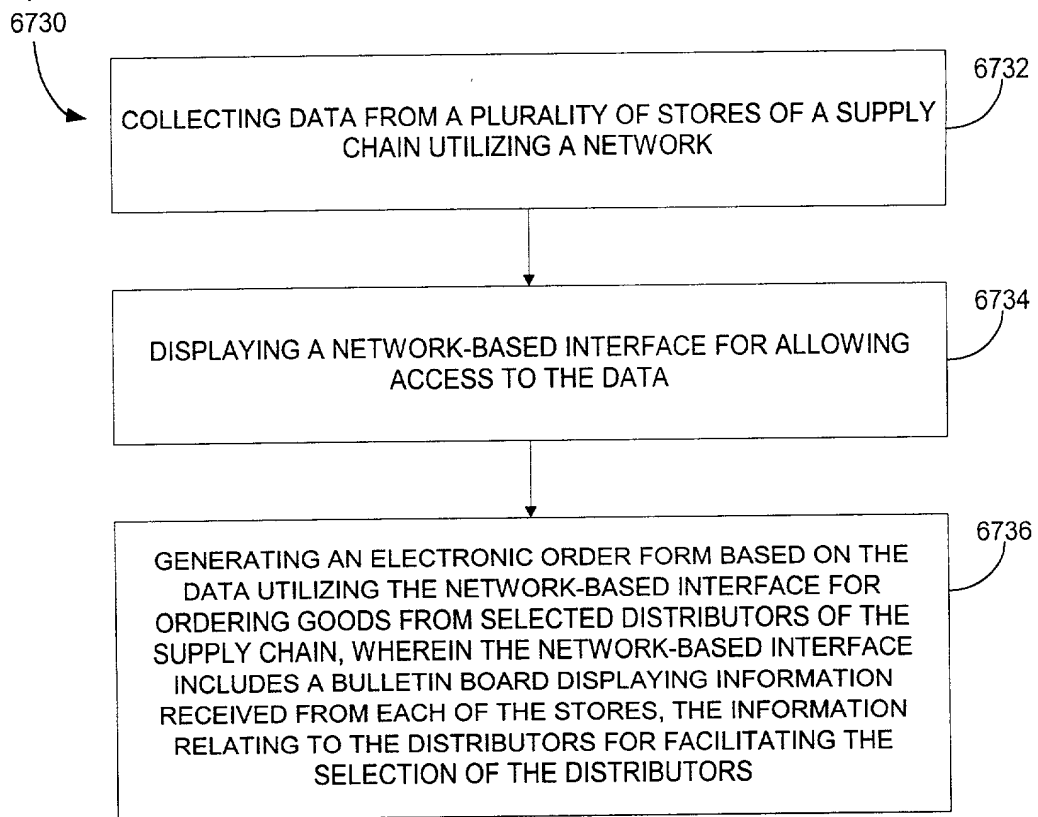 6730
6732
COLLECTING DATA FROM A PLURALITY OF STORES OF A SUPPLY
CHAIN UTILIZING A NETWORK
6734
DISPLAYING A NETWORK-BASED INTERFACE FOR ALLOWING
ACCESS TO THE DATA
6736
GENERATING AN ELECTRONIC ORDER FORM BASED ON THE
DATA UTILIZING THE NETWORK-BASED INTERFACE FOR
ORDERING GOODS FROM SELECTED DISTRIBUTORS OF THE
SUPPLY CHAIN, WHEREIN THE NETWORK-BASED INTERFACE
INCLUDES A BULLETIN BOARD DISPLAYING INFORMATION
RECEIVED FROM EACH OF THE STORES, THE INFORMATION
RELATING TO THE DISTRIBUTORS FOR FACILITATING THE
SELECTION OF THE DISTRIBUTORS